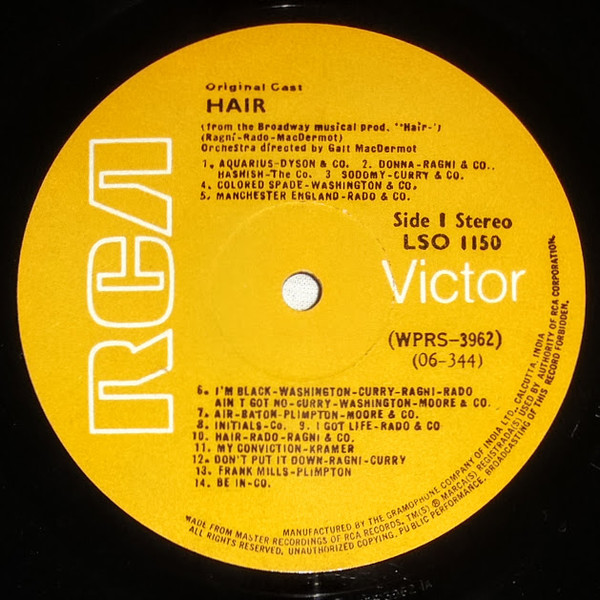 Original Cast
HAIR
(from the Broadway musical prod. "Hair-')
(Ragni-Rado-MacDermot)
Orchestra directed by Galt MacDermot
1. AQUARIUS-DYSON & CO. 2. DONNA-RAGNI & CO..
HASHISH-The Co. 3 SODOMY-CURRY & CO.
4. COLORED SPADE-WASHINGTON & CO.
5. MANCHESTER ENGLAND-RADO & CO.
Side 1 Stereo
LSO 1150
RCA
Victor
(WPRS-3962)
(06-344)
6. I'M BLACK-WASHINGTON-CURRY-RAGHI-RADO
AIN T GOT NO-CURRY-WASHINGTON-MOORE & CO.
7. AIR-BATON-PLIMPTON-MOORE & CO.
8. INITIALS-Co. 9. I GOT LIFE-RADO & CO
10. HAIR-RADO-RAGNI & CO.
11. MY CONVICTION-KRAMER
12. DON'T PUT IT DOWN-RAGNI-CURRY
13. FRANK MILLS-PLIMPTON
14. BE IN-CO.
MANUFACTURED BY THE GRAMOPHONE COMPANY OF INDIA LTD., CALCUTTA, INDIA
MADE FROM MASTER RECORDINGS OF RCA RECORDS, TM(S) ® MARCA(S) REGISTRADA(S) USED BY AUTHORITY OF RCA CORPORATION.
ALL RIGHTS RESERVED. UNAUTHORIZED COPYING, PUBLIC PERFORMANCE, BROADCASTING OF THIS RECORD FORBIDDEN.